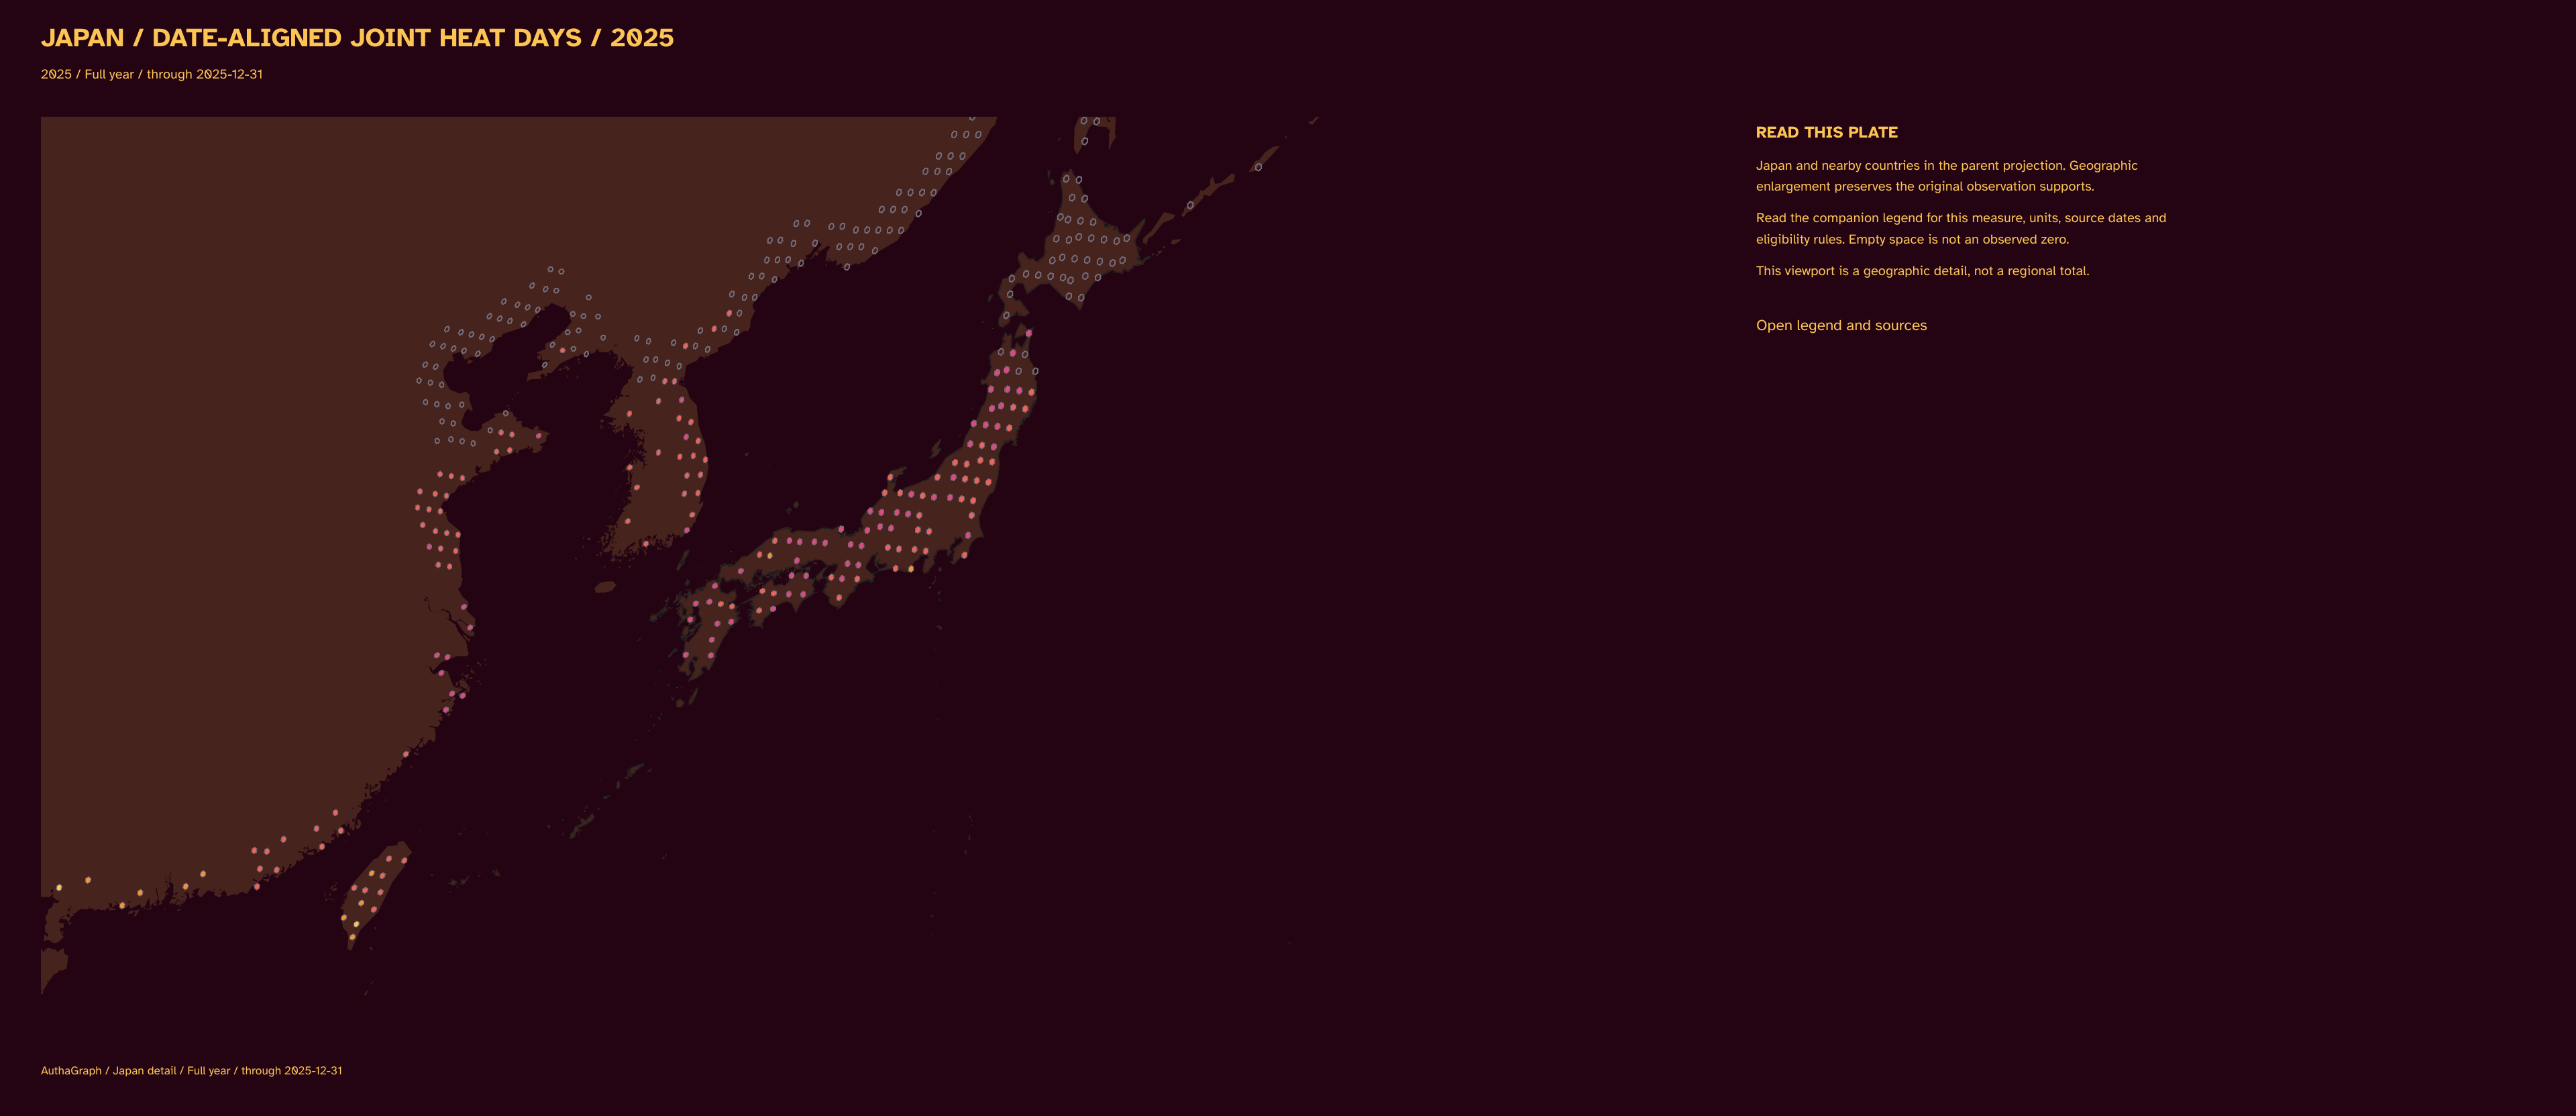 JAPAN / DATE-ALIGNED JOINT HEAT DAYS / 2025
2025 / Full year / through 2025-12-31
READ THIS PLATE
Japan and nearby countries in the parent projection. Geographic
enlargement preserves the original observation supports.
Read the companion legend for this measure, units, source dates and
eligibility rules. Empty space is not an observed zero.
This viewport is a geographic detail, not a regional total.
Open legend and sources
AuthaGraph / Japan detail / Full year / through 2025-12-31